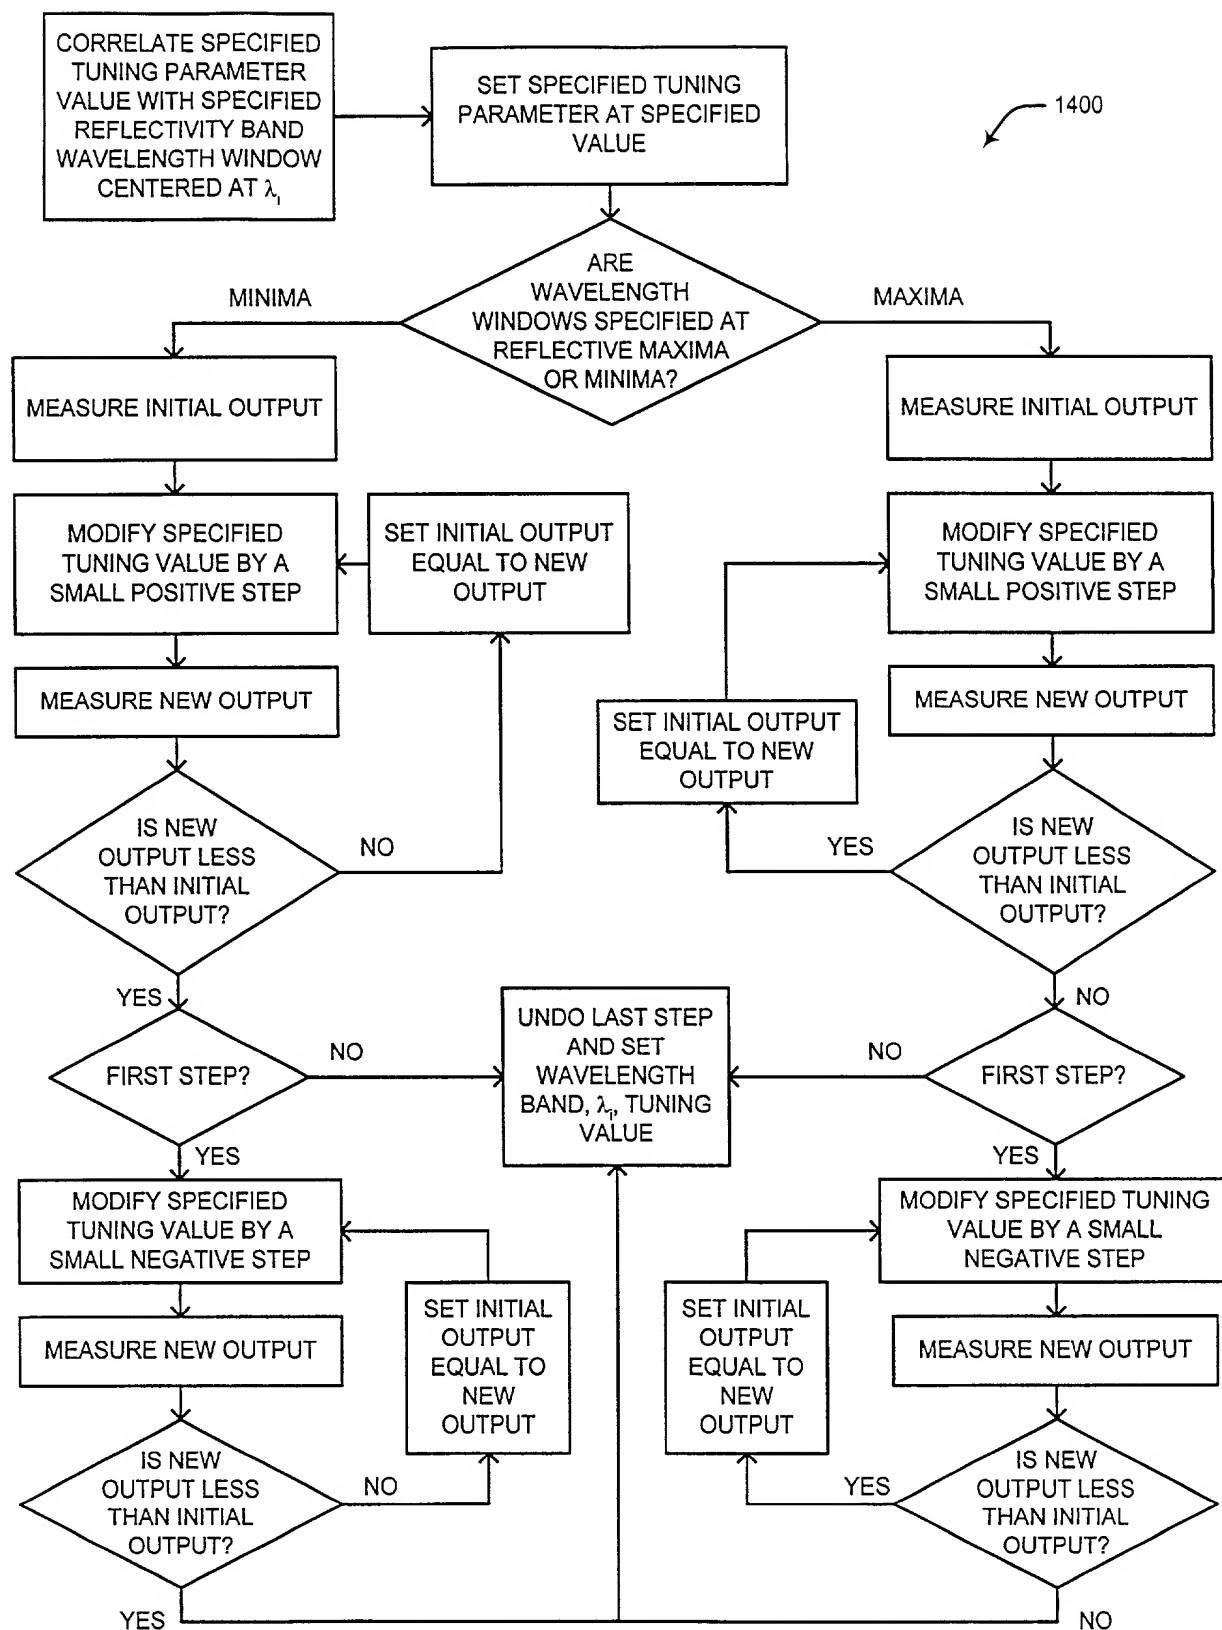 CORRELATE SPECIFIED
TUNING PARAMETER
VALUE WITH SPECIFIED
REFLECTIVITY BAND
WAVELENGTH WINDOW
CENTERED AT λi
SET SPECIFIED TUNING
PARAMETER AT SPECIFIED
VALUE
1400
ARE
WAVELENGTH
WINDOWS SPECIFIED AT
REFLECTIVE MAXIMA
OR MINIMA?
MINIMA
MAXIMA
MEASURE INITIAL OUTPUT
MEASURE INITIAL OUTPUT
MODIFY SPECIFIED
TUNING VALUE BY A
SMALL POSITIVE STEP
SET INITIAL OUTPUT
EQUAL TO NEW
OUTPUT
MODIFY SPECIFIED
TUNING VALUE BY A
SMALL POSITIVE STEP
MEASURE NEW OUTPUT
SET INITIAL OUTPUT
EQUAL TO NEW
OUTPUT
MEASURE NEW OUTPUT
IS NEW
OUTPUT LESS
THAN INITIAL
OUTPUT?
NO
YES
IS NEW
OUTPUT LESS
THAN INITIAL
OUTPUT?
YES
NO
FIRST STEP?
NO
UNDO LAST STEP
AND SET
WAVELENGTH
BAND, λi, TUNING
VALUE
NO
FIRST STEP?
YES
YES
MODIFY SPECIFIED
TUNING VALUE BY A
SMALL NEGATIVE STEP
MODIFY SPECIFIED TUNING
VALUE BY A SMALL
NEGATIVE STEP
MEASURE NEW OUTPUT
SET INITIAL
OUTPUT
EQUAL TO
NEW
OUTPUT
SET INITIAL
OUTPUT
EQUAL TO
NEW
OUTPUT
MEASURE NEW OUTPUT
IS NEW
OUTPUT LESS
THAN INITIAL
OUTPUT?
NO
YES
IS NEW
OUTPUT LESS
THAN INITIAL
OUTPUT?
YES
NO